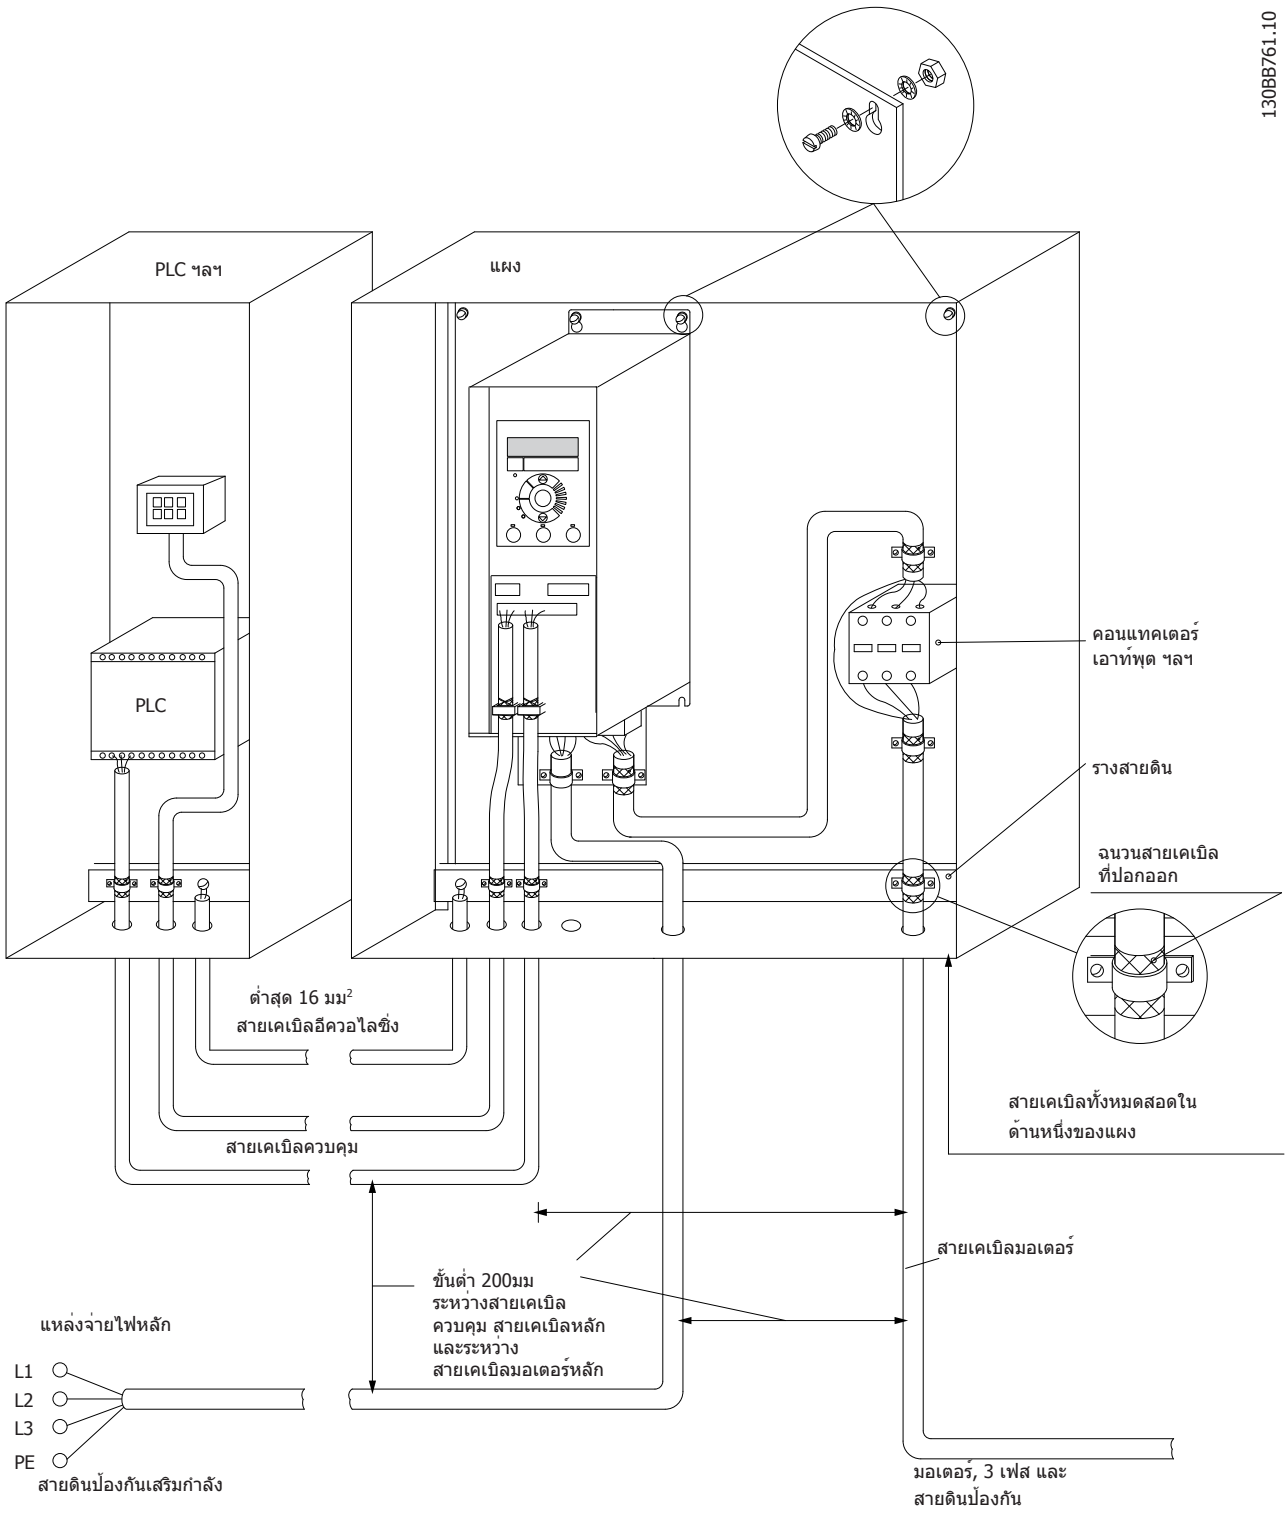 130BB761.10
PLC ฯลฯ
แผง
PLC
คอนแทคเตอร์
เอาท์พุต ฯลฯ
รางสายดิน
ฉนวนสายเคเบิล
ที่ปอกออก
ต่ำสุด 16 มม²
สายเคเบิลอีควอไลซิ่ง
สายเคเบิลควบคุม
สายเคเบิลทั้งหมดสอดใน
ด้านหนึ่งของแผง
สายเคเบิลมอเตอร์
ขั้นต่ำ 200มม
ระหว่างสายเคเบิล
ควบคุม สายเคเบิลหลัก
และระหว่าง
สายเคเบิลมอเตอร์หลัก
แหล่งจ่ายไฟหลัก
L1
L2
L3
PE
สายดินป้องกันเสริมกำลัง
มอเตอร์, 3 เฟส และ
สายดินป้องกัน